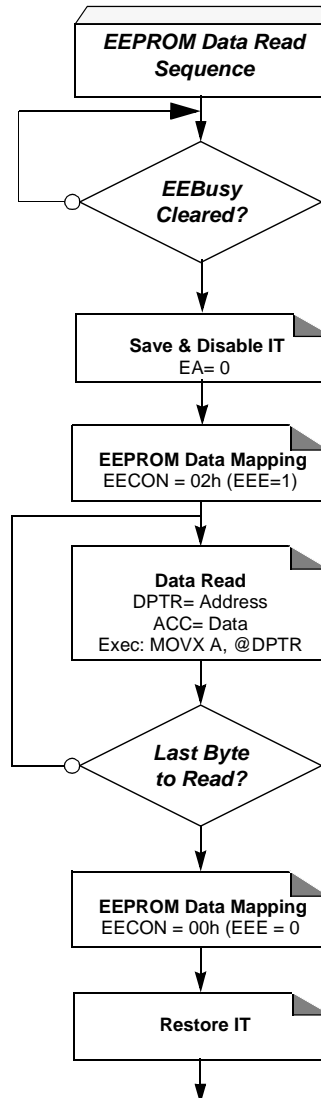 EEPROM Data Read
Sequence
EEBusy
Cleared?
Save & Disable IT
EA= 0
EEPROM Data Mapping
EECON = 02h (EEE=1)
Data Read
DPTR= Address
ACC= Data
Exec: MOVX A, @DPTR
Last Byte
to Read?
EEPROM Data Mapping
EECON = 00h (EEE = 0
Restore IT